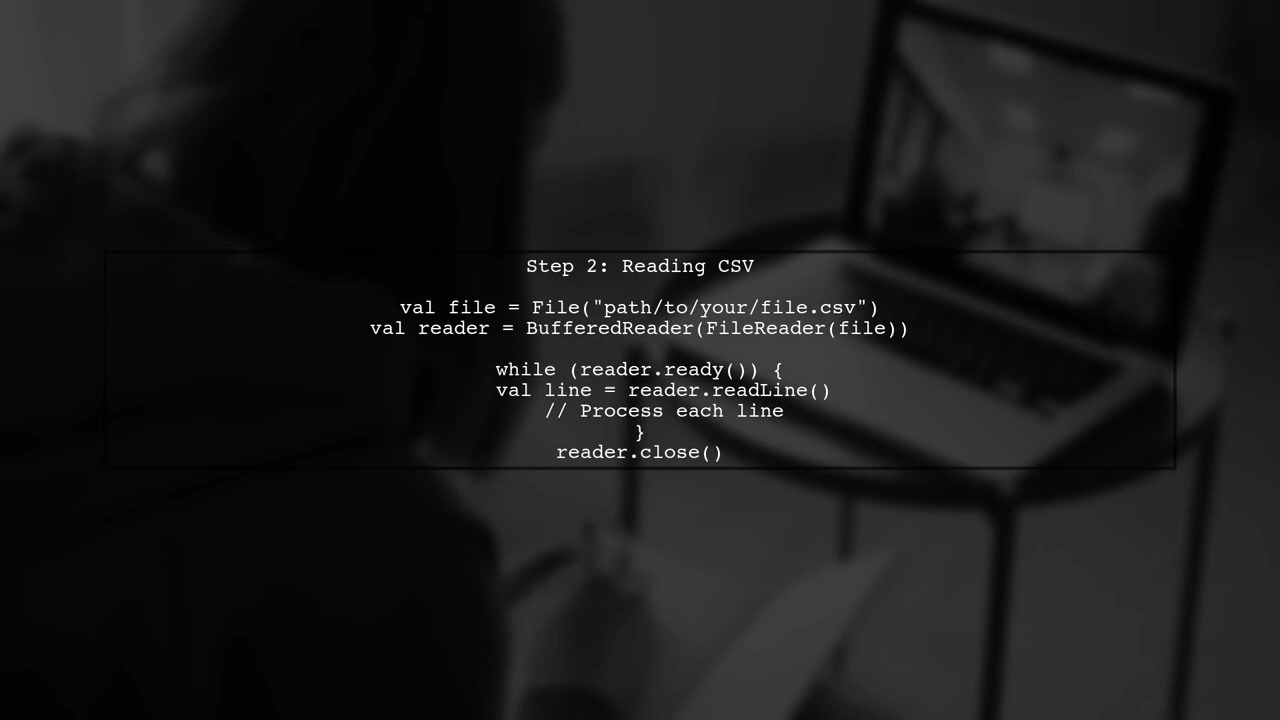 Step 2: Reading CSV
val file = File("path/to/your/file.csv")
val reader = BufferedReader(FileReader(file))
while (reader.ready()) {
val line = reader.readLine()
// Process each line
}
reader.close()